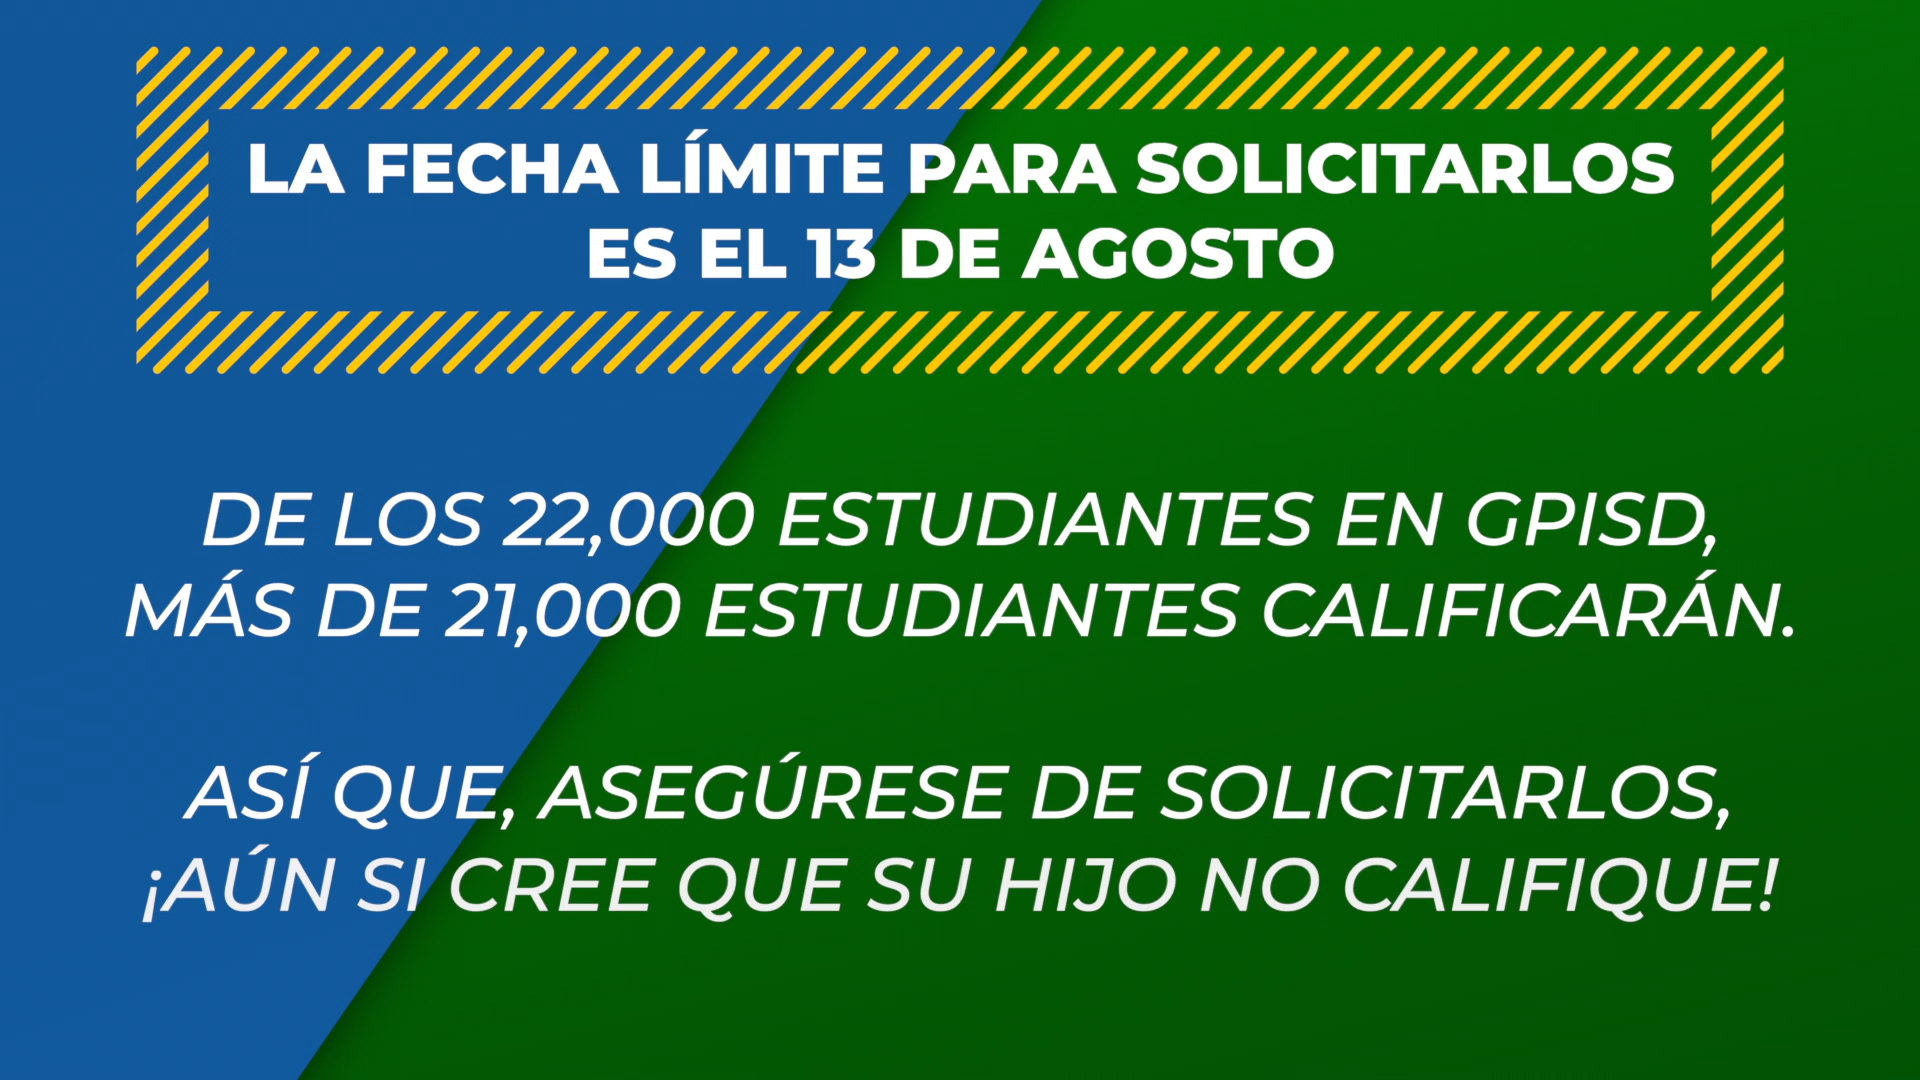 LA FECHA LÍMITE PARA SOLICITARLOS
ES EL 13 DE AGOSTO
DE LOS 22,000 ESTUDIANTES EN GPISD,
MÁS DE 21,000 ESTUDIANTES CALIFICARÁN.
ASÍ QUE, ASEGÚRESE DE SOLICITARLOS,
¡AÚN SI CREE QUE SU HIJO NO CALIFIQUE!